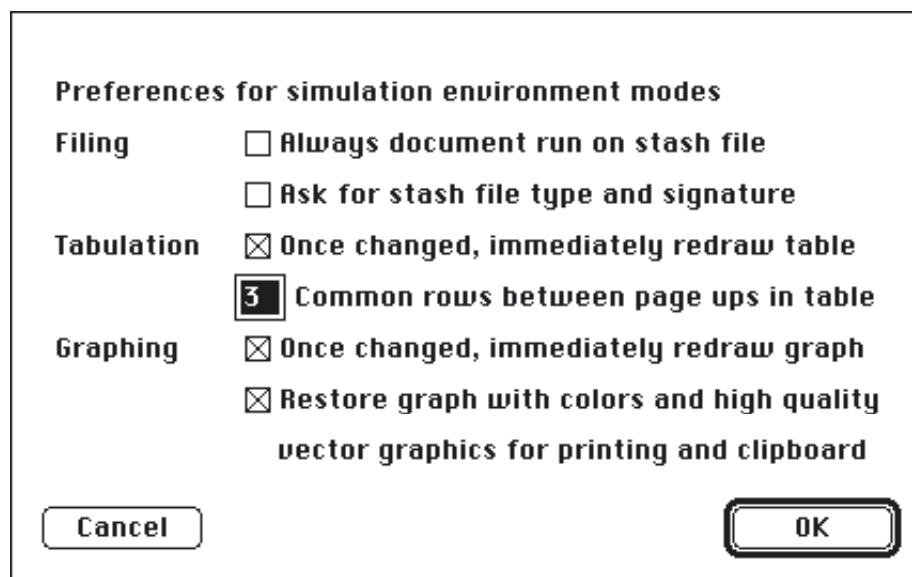 Preferences for simulation environment modes
Filing Always document run on stash file
Ask for stash file type and signature
Tabulation Once changed, immediately redraw table
3 Common rows between page ups in table
Graphing Once changed, immediately redraw graph
Restore graph with colors and high quality
vector graphics for printing and clipboard
Cancel OK